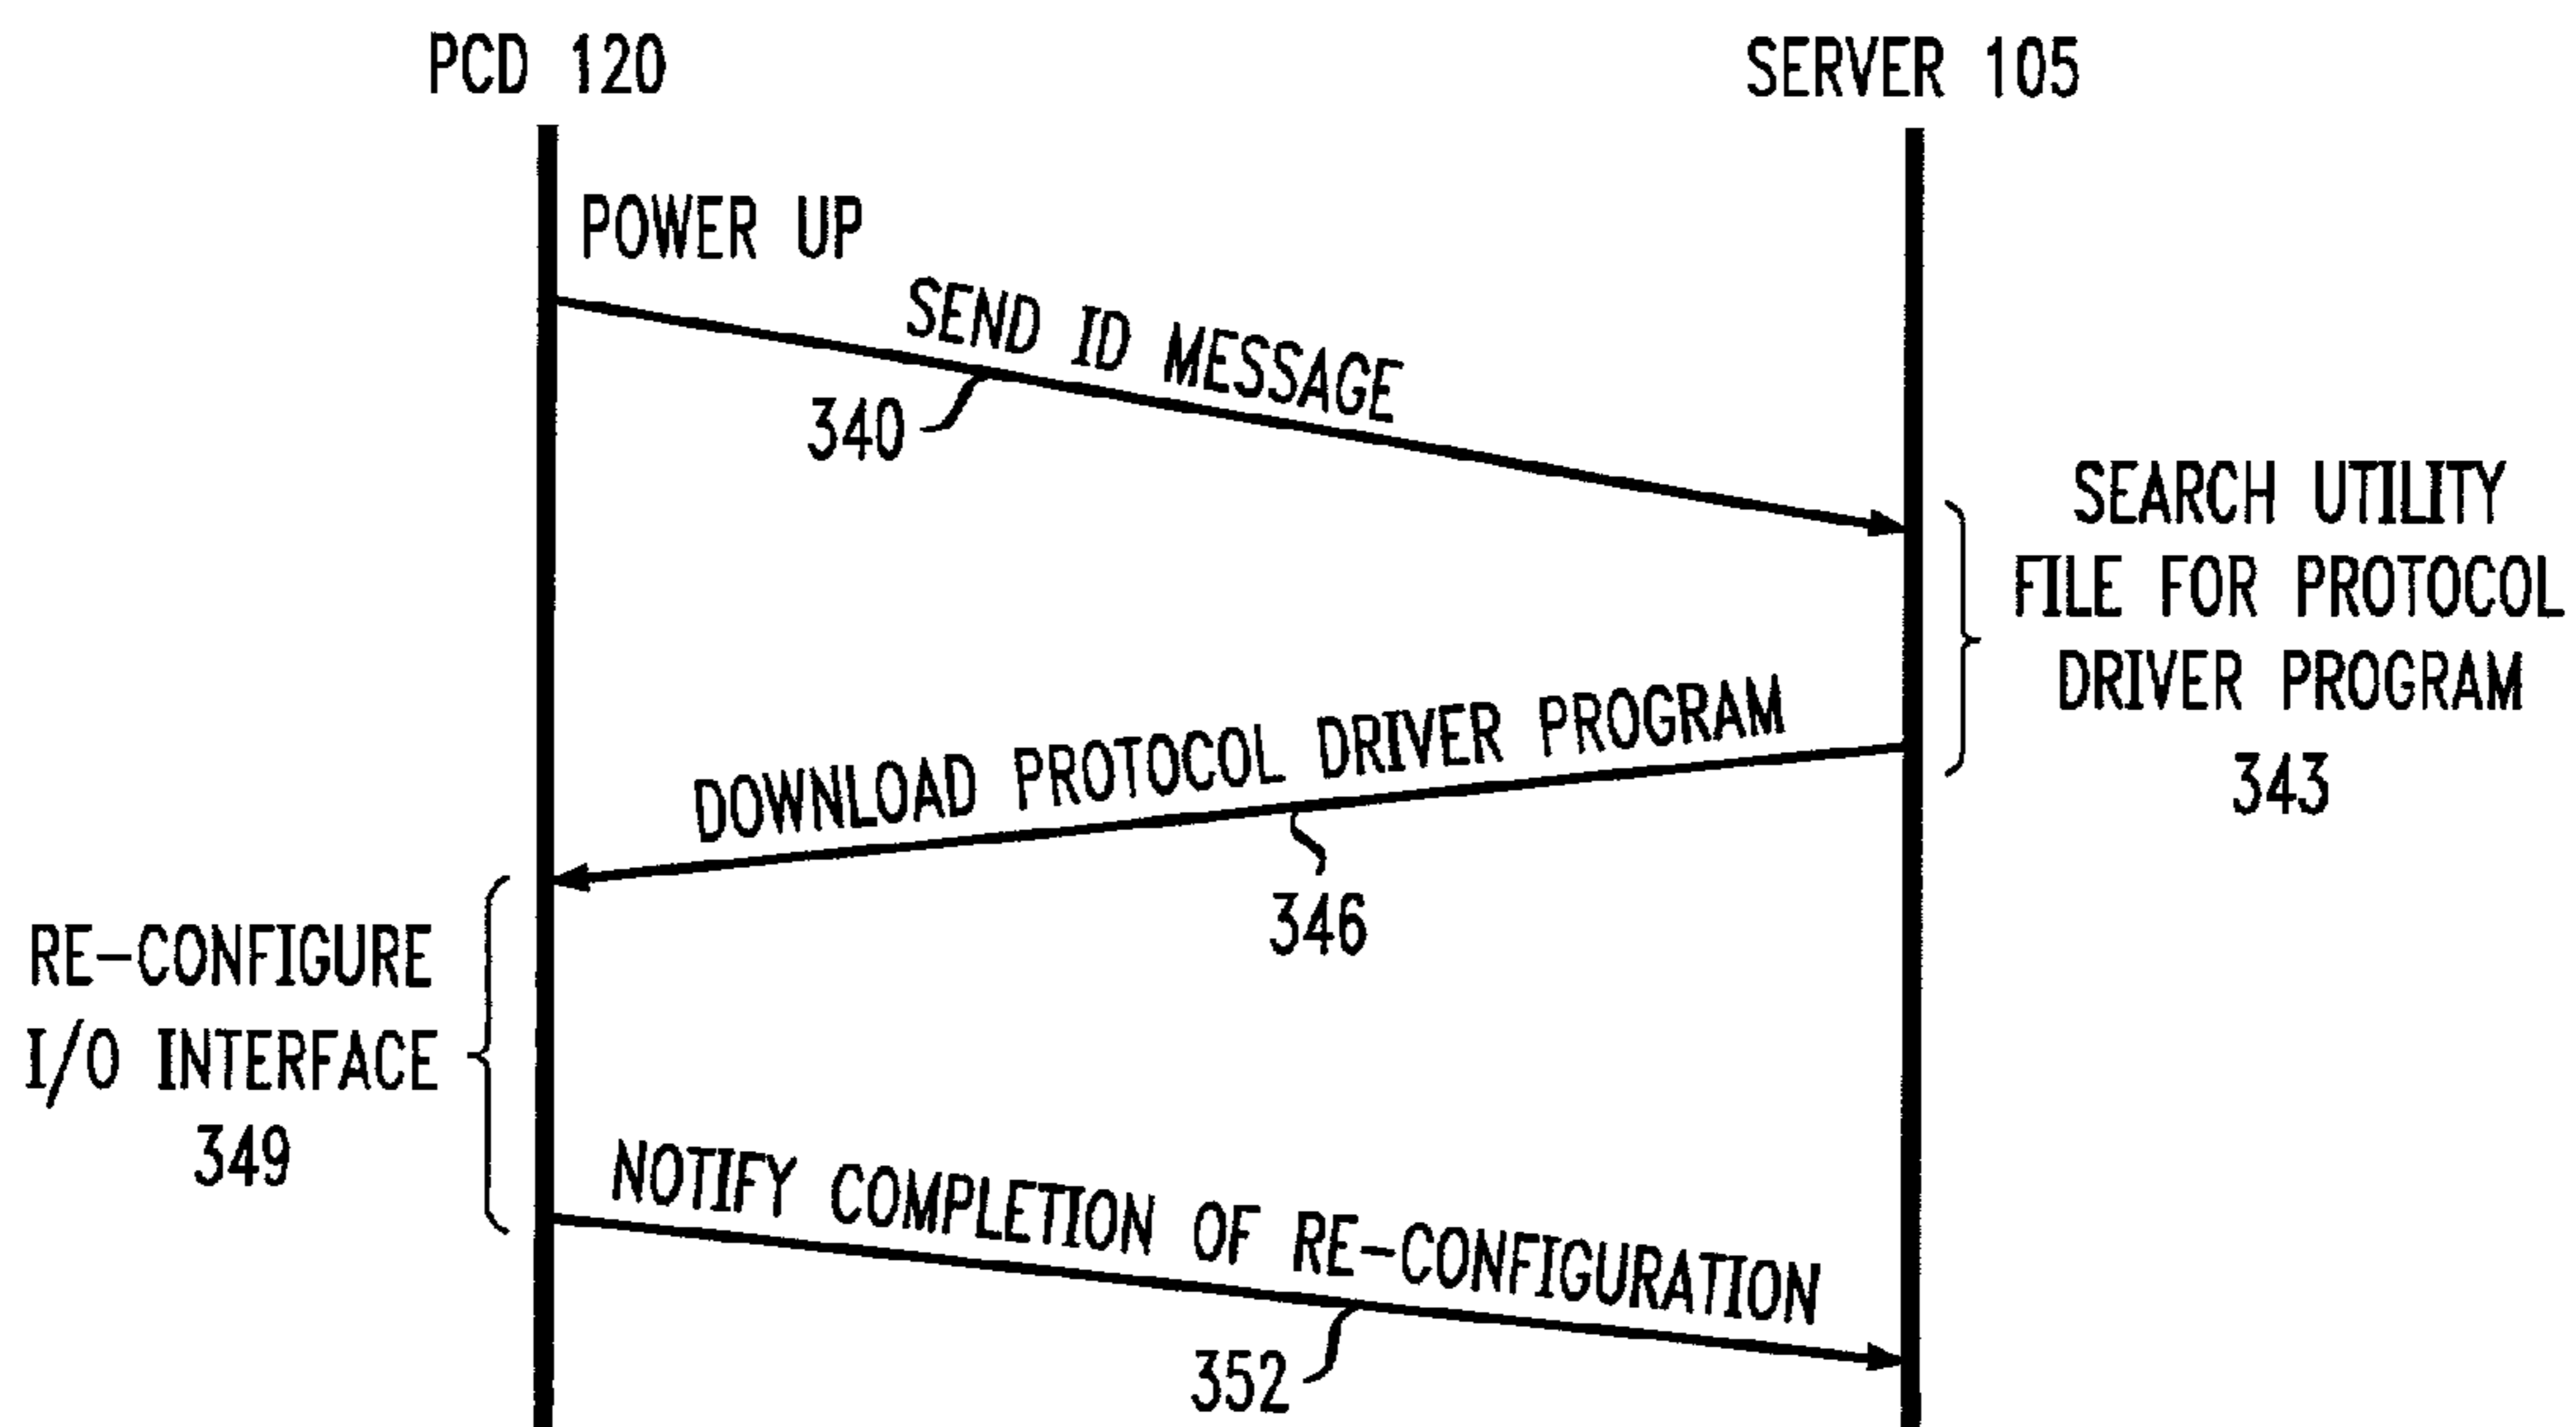 PCD 120
SERVER 105
POWER UP
SEND ID MESSAGE
340
SEARCH UTILITY
FILE FOR PROTOCOL
DRIVER PROGRAM
343
DOWNLOAD PROTOCOL DRIVER PROGRAM
346
RE-CONFIGURE
I/O INTERFACE
349
NOTIFY COMPLETION OF RE-CONFIGURATION
352